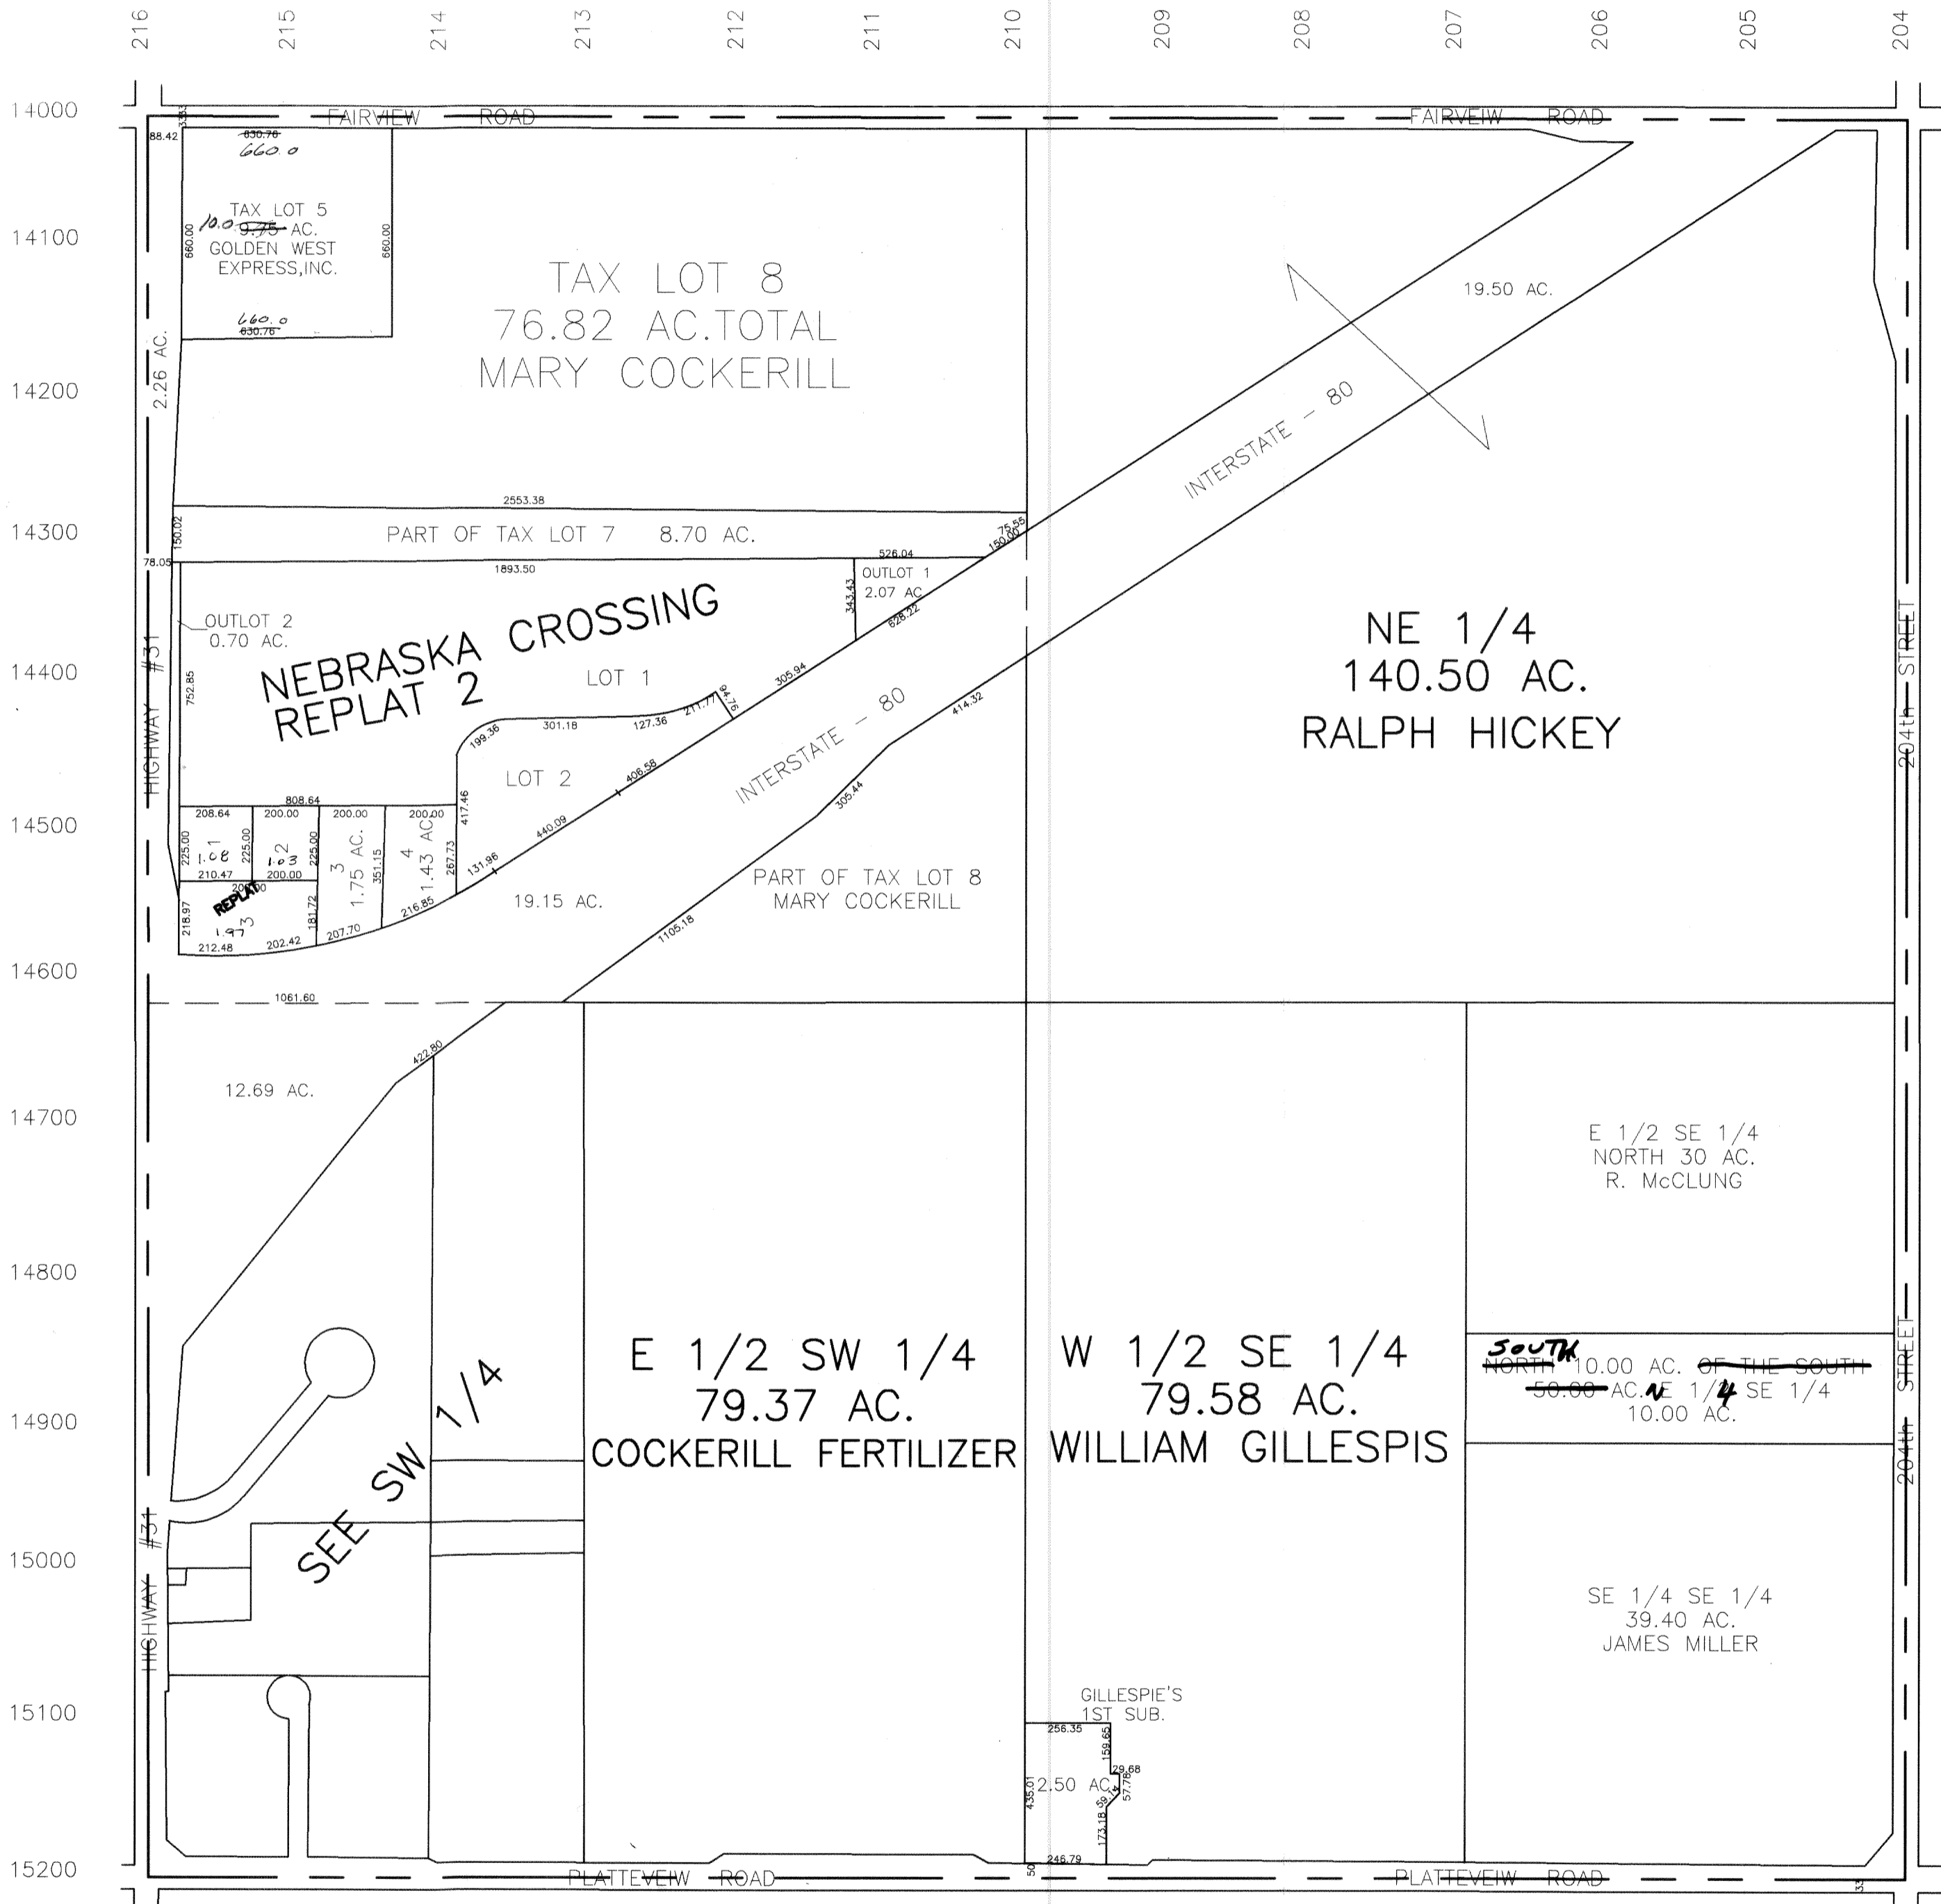 216 215 214 213 212 211 210 209 208 207 206 205 204
14000
14100
14200
14300
14400
14500
14600
14700
14800
14900
15000
15100
15200
FAIRVIEW ROAD
FAIRVEIW ROAD
88.42
630.76
660.0
TAX LOT 5
10.0 9.75 AC.
GOLDEN WEST
EXPRESS,INC.
660.00
660.00
660.0
630.76
2.26 AC.
TAX LOT 8
76.82 AC.TOTAL
MARY COCKERILL
19.50 AC.
INTERSTATE - 80
2553.38
150.02
PART OF TAX LOT 7 8.70 AC.
75.55
150.00
78.05
1893.50
526.04
OUTLOT 1
2.07 AC
343.43
628.22
OUTLOT 2
0.70 AC.
HIGHWAY #31
752.85
NEBRASKA CROSSING
REPLAT 2
LOT 1
305.94
94.76
211.77
127.36
301.18
199.36
LOT 2
406.58
440.09
131.96
417.46
INTERSTATE - 80
414.32
305.44
1105.18
NE 1/4
140.50 AC.
RALPH HICKEY
204th STREET
808.64
208.64
200.00
200.00
200.00
225.00
1
1.08
225.00
2
1.03
225.00
3
1.75 AC.
351.15
4
1.43 AC.
267.73
210.47
200.00
200.00
REPLAT
3
1.97
218.97
181.72
212.48
202.42
207.70
216.85
19.15 AC.
PART OF TAX LOT 8
MARY COCKERILL
1061.60
422.80
12.69 AC.
E 1/2 SE 1/4
NORTH 30 AC.
R. McCLUNG
SEE SW 1/4
E 1/2 SW 1/4
79.37 AC.
COCKERILL FERTILIZER
W 1/2 SE 1/4
79.58 AC.
WILLIAM GILLESPIS
SOUTH
NORTH 10.00 AC. OF THE SOUTH
50.00 AC. N E 1/4 SE 1/4
10.00 AC.
204th STREET
HIGHWAY #31
SE 1/4 SE 1/4
39.40 AC.
JAMES MILLER
GILLESPIE'S
1ST SUB.
256.35
159.65
29.68
57.78
59.14
2.50 AC.
435.01
173.18
246.79
50
33
PLATTEVEIW ROAD
PLATTEVEIW ROAD